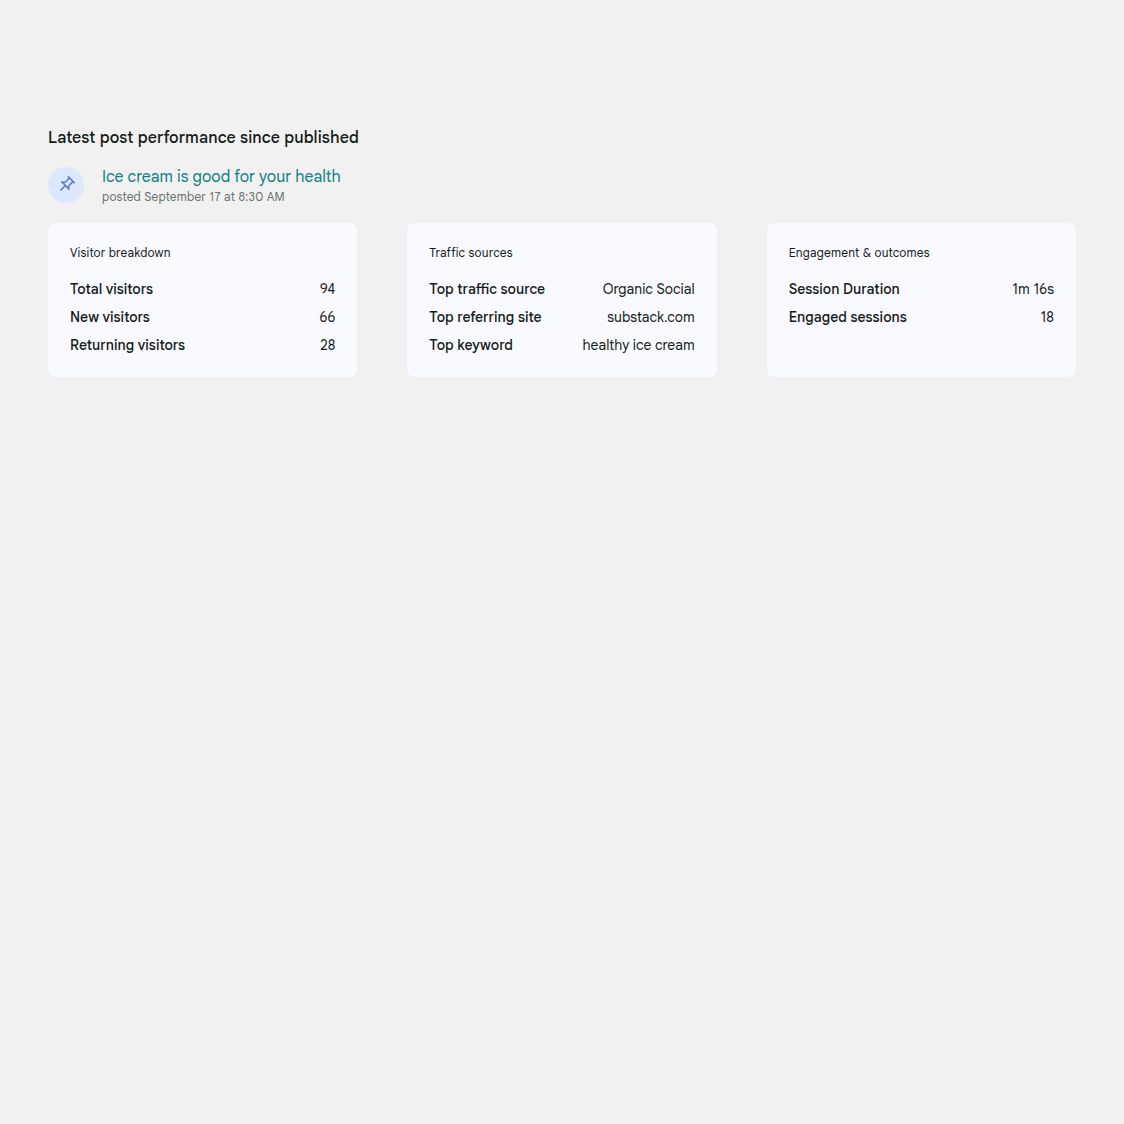 Latest post performance since published
Ice cream is good for your health
posted September 17 at 8:30 AM
Visitor breakdown
Total visitors 94
New visitors 66
Returning visitors 28
Traffic sources
Top traffic source Organic Social
Top referring site substack.com
Top keyword healthy ice cream
Engagement & outcomes
Session Duration 1m 16s
Engaged sessions 18